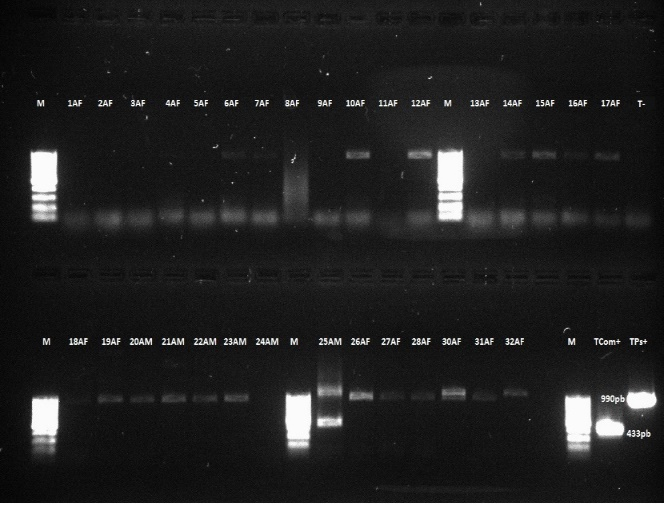 M 1AF 2AF 3AF 4AF 5AF 6AF 7AF 8AF 9AF 10AF 11AF 12AF M 13AF 14AF 15AF 16AF 17AF T-
M 18AF 19AF 20AM 21AM 22AM 23AM 24AM M 25AM 26AF 27AF 28AF 30AF 31AF 32AF M TCom+ TPs+
990pb
433pb